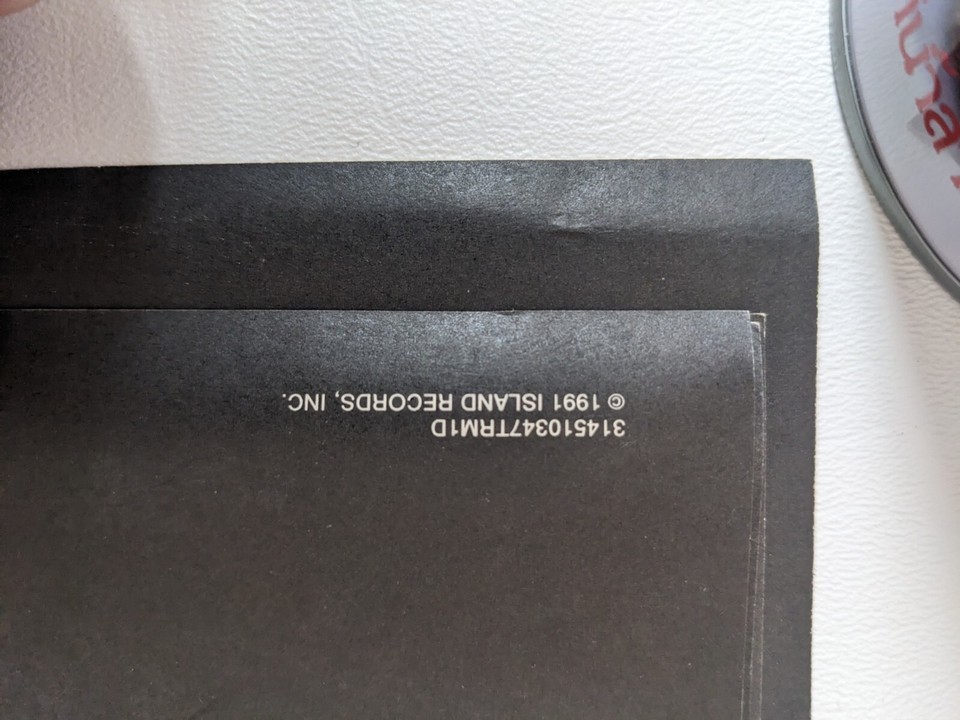 314510347TRM1D
© 1991 ISLAND RECORDS, INC.